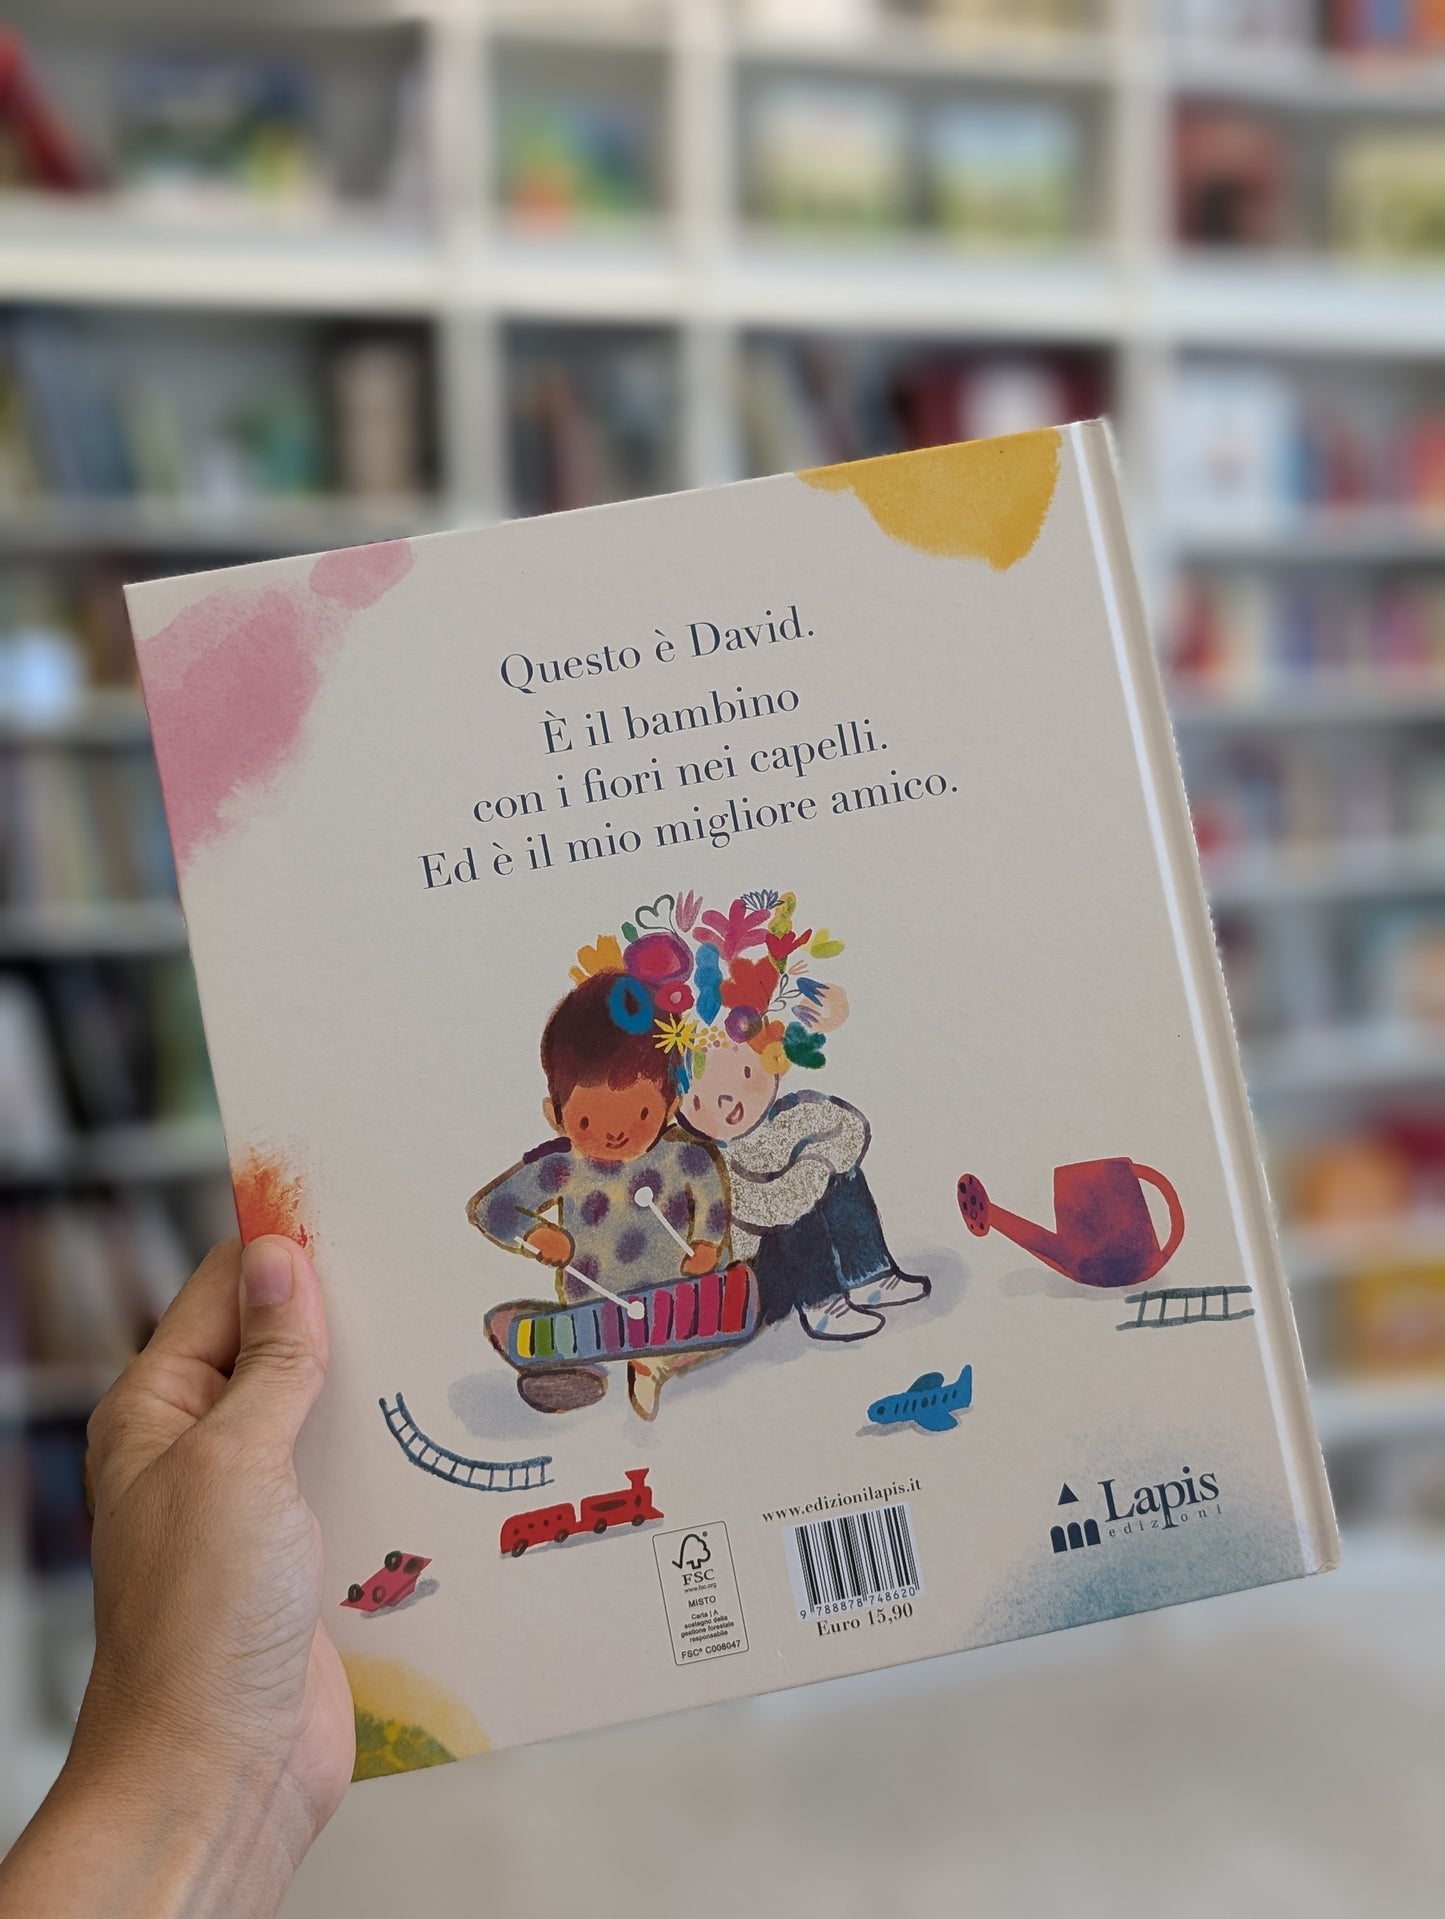 Questo è David.
È il bambino
con i fiori nei capelli.
Ed è il mio migliore amico.
www.edizionilapis.it
Lapis
edizioni
FSC
www.fsc.org
MISTO
Carta | A
sostegno della
gestione forestale
responsabile
FSC® C008047
9 788878 748620
Euro 15,90